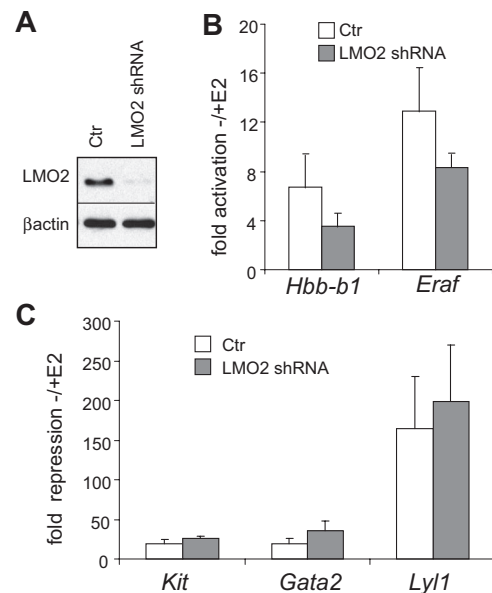 A
Ctr
LMO2 shRNA
LMO2
βactin
B
Ctr
LMO2 shRNA
fold activation -/+E2
20
16
12
8
4
0
Hbb-b1
Eraf
C
Ctr
LMO2 shRNA
fold repression -/+E2
300
250
200
150
100
50
0
Kit
Gata2
Lyl1